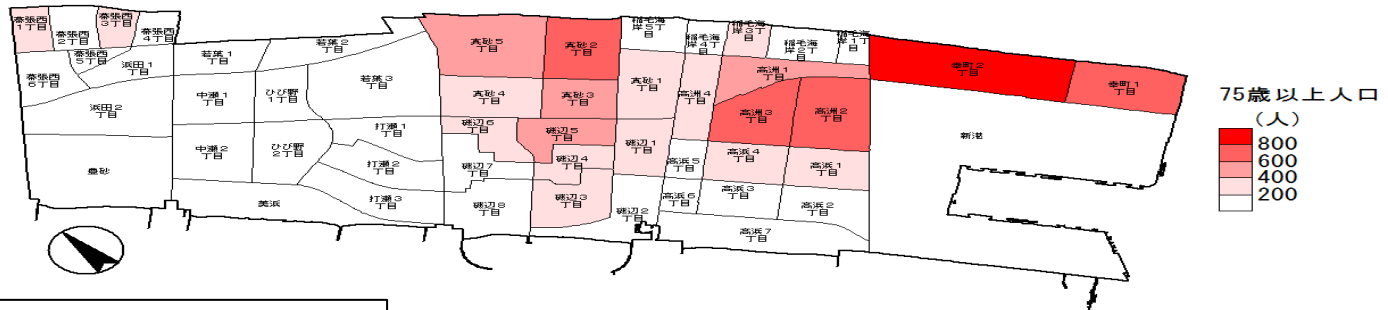 幕張西
1丁目
幕張西
2丁目
幕張西
3丁目
幕張西
4丁目
幕張西
5丁目
幕張西
6丁目
浜田1
丁目
浜田2
丁目
豊砂
若葉1
丁目
若葉2
丁目
若葉3
丁目
中瀬1
丁目
中瀬2
丁目
ひび野
1丁目
ひび野
2丁目
打瀬1
丁目
打瀬2
丁目
打瀬3
丁目
美浜
真砂5
丁目
真砂2
丁目
真砂4
丁目
真砂3
丁目
真砂1
丁目
磯辺6
丁目
磯辺5
丁目
磯辺7
丁目
磯辺4
丁目
磯辺1
丁目
磯辺8
丁目
磯辺3
丁目
磯辺2
丁目
稲毛海
岸5丁
目
稲毛海
岸4丁
目
稲毛海
岸3丁
目
稲毛海
岸2丁
目
稲毛海
岸1丁
目
高洲1
丁目
高洲4
丁目
高洲3
丁目
高洲2
丁目
高浜5
丁目
高浜4
丁目
高浜1
丁目
高浜6
丁目
高浜3
丁目
高浜2
丁目
高浜7
丁目
幸町2
丁目
幸町1
丁目
新港
75歳以上人口
(人)
800
600
400
200